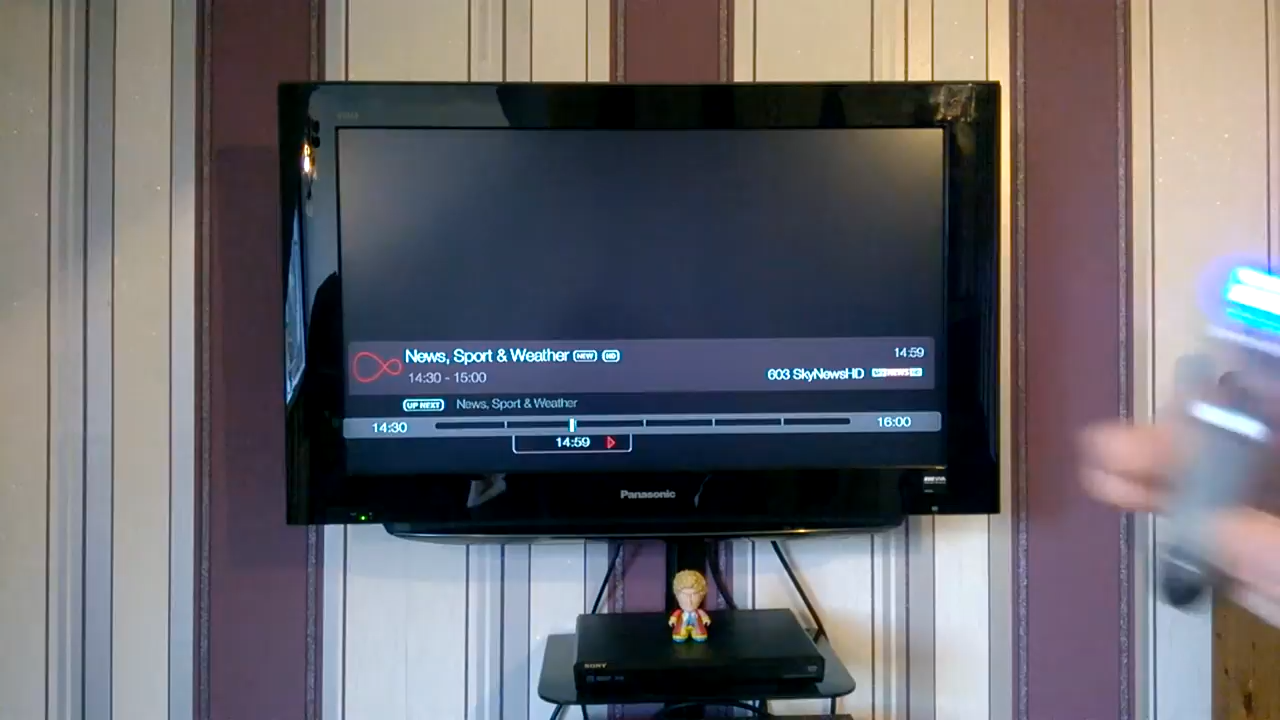 News, Sport & Weather NEW HD
14:59
14:30 - 15:00
603 SkyNewsHD
UP NEXT News, Sport & Weather
14:30
16:00
14:59
Panasonic
SONY